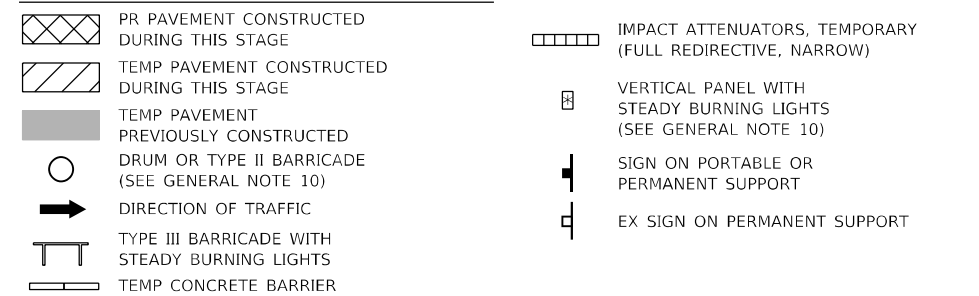 PR PAVEMENT CONSTRUCTED
DURING THIS STAGE
TEMP PAVEMENT CONSTRUCTED
DURING THIS STAGE
TEMP PAVEMENT
PREVIOUSLY CONSTRUCTED
DRUM OR TYPE II BARRICADE
(SEE GENERAL NOTE 10)
DIRECTION OF TRAFFIC
TYPE III BARRICADE WITH
STEADY BURNING LIGHTS
TEMP CONCRETE BARRIER
IMPACT ATTENUATORS, TEMPORARY
(FULL REDIRECTIVE, NARROW)
VERTICAL PANEL WITH
STEADY BURNING LIGHTS
(SEE GENERAL NOTE 10)
SIGN ON PORTABLE OR
PERMANENT SUPPORT
EX SIGN ON PERMANENT SUPPORT